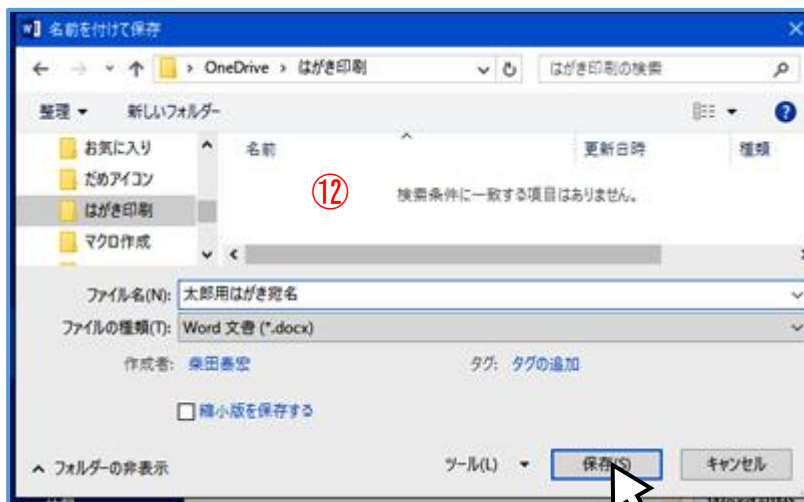 名前を付けて保存
OneDrive › はがき印刷
はがき印刷の検索
整理 新しいフォルダー
お気に入り
だめアイコン
はがき印刷
マクロ作成
名前 更新日時 種類
⑫
検索条件に一致する項目はありません。
ファイル名(N): 太郎用はがき宛名
ファイルの種類(T): Word 文書 (*.docx)
作成者: 柴田泰宏 タグ: タグの追加
縮小版を保存する
フォルダーの非表示 ツール(L) 保存(S) キャンセル